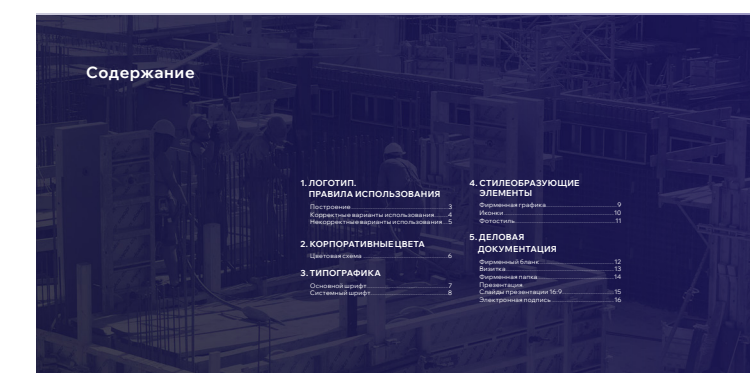 Содержание
1. ЛОГОТИП.
ПРАВИЛА ИСПОЛЬЗОВАНИЯ
Построение 3
Корректные варианты использования 4
Некорректные варианты использования 5
2. КОРПОРАТИВНЫЕ ЦВЕТА
Цветовая схема 6
3. ТИПОГРАФИКА
Основной шрифт 7
Системный шрифт 8
4. СТИЛЕОБРАЗУЮЩИЕ
ЭЛЕМЕНТЫ
Фирменная графика 9
Иконки 10
Фотостиль 11
5. ДЕЛОВАЯ
ДОКУМЕНТАЦИЯ
Фирменный бланк 12
Визитка 13
Фирменная папка 14
Презентация
Слайды презентации 16:9 15
Электронная подпись 16